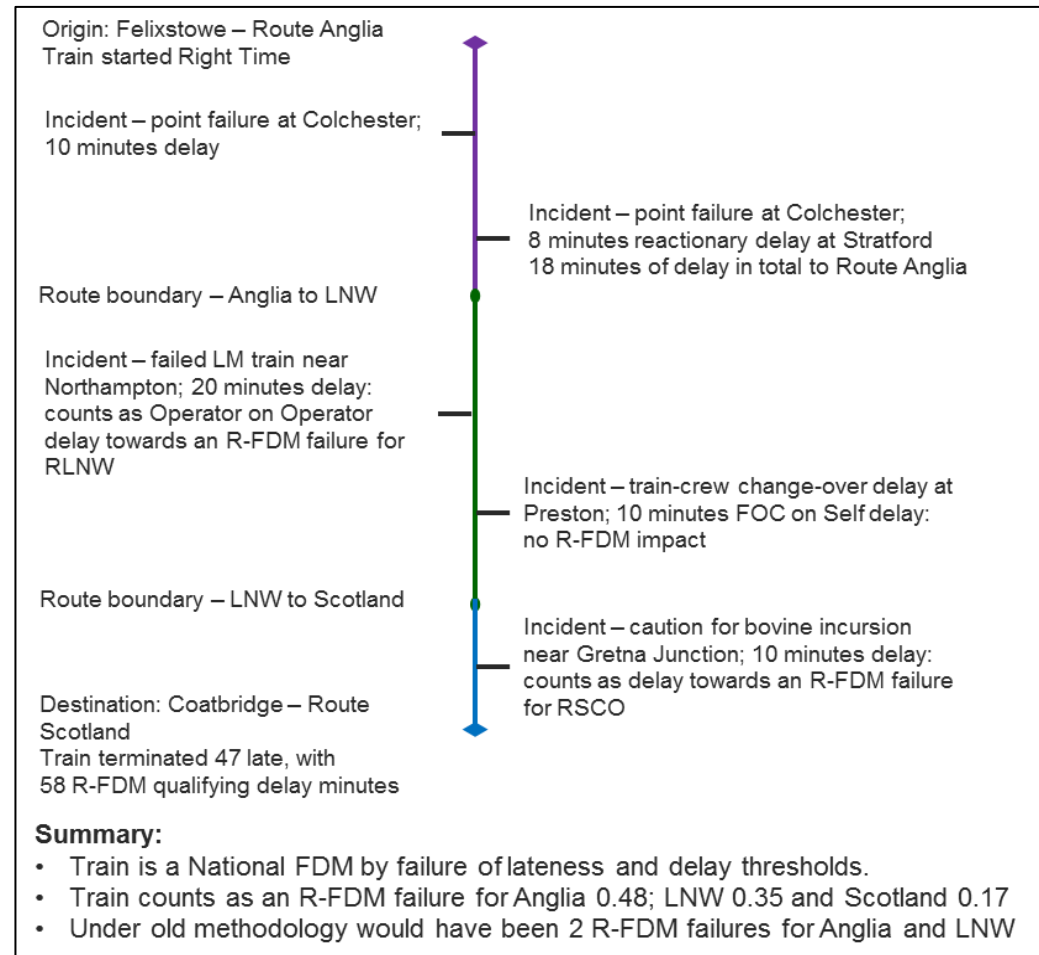 Origin: Felixstowe – Route Anglia
Train started Right Time
Incident – point failure at Colchester;
10 minutes delay
Incident – point failure at Colchester;
8 minutes reactionary delay at Stratford
18 minutes of delay in total to Route Anglia
Route boundary – Anglia to LNW
Incident – failed LM train near
Northampton; 20 minutes delay:
counts as Operator on Operator
delay towards an R-FDM failure for
RLNW
Incident – train-crew change-over delay at
Preston; 10 minutes FOC on Self delay:
no R-FDM impact
Route boundary – LNW to Scotland
Incident – caution for bovine incursion
near Gretna Junction; 10 minutes delay:
counts as delay towards an R-FDM failure
for RSCO
Destination: Coatbridge – Route
Scotland
Train terminated 47 late, with
58 R-FDM qualifying delay minutes
Summary:
• Train is a National FDM by failure of lateness and delay thresholds.
• Train counts as an R-FDM failure for Anglia 0.48; LNW 0.35 and Scotland 0.17
• Under old methodology would have been 2 R-FDM failures for Anglia and LNW